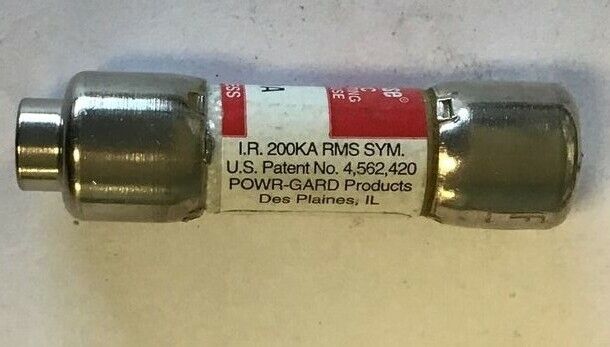 I.R. 200KA RMS SYM.
U.S. Patent No. 4,562,420
POWR-GARD Products
Des Plaines, IL